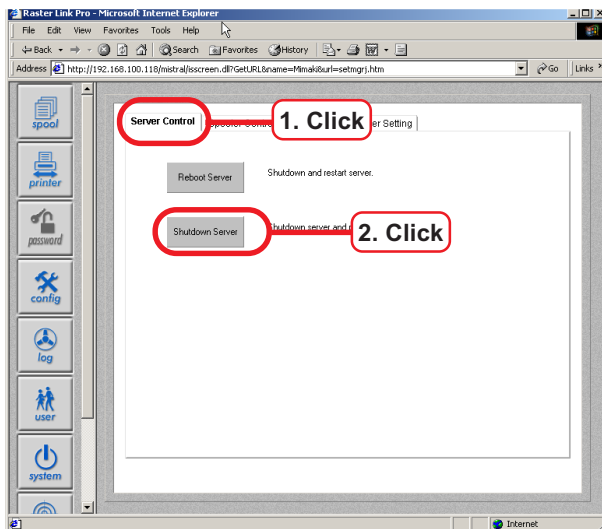 Raster Link Pro - Microsoft Internet Explorer
File Edit View Favorites Tools Help
Back Search Favorites History
Address http://192.168.100.118/mistral/isscreen.dll?GetURL&name=Mimaki&url=setmgrj.htm Go Links »
spool
printer
password
config
log
user
system
Server Control 1. Click er Setting
Reboot Server Shutdown and restart server.
Shutdown Server Shutdown server and 2. Click
Internet